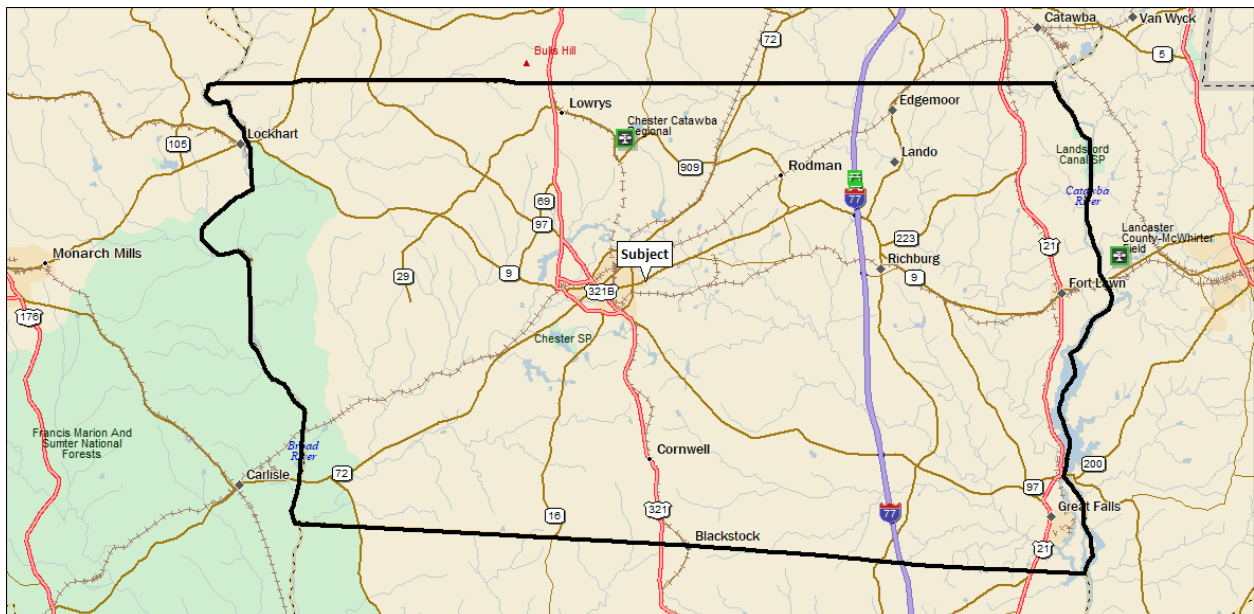 Catawba
Van Wyck
72
77
5
Buks Hill
Lowrys
Edgemoor
Chester Catawba
Regional
Lockhart
105
Landsford
Canal SP
Lando
909
Rodman
77
Catawba
River
69
97
Lancaster
County-McWhirter
Field
223
21
Monarch Mills
Subject
Richburg
9
29
9
321B
Fort Lawn
176
Chester SP
Francis Marion And
Sumter National
Forests
Broad
River
Cornwell
200
Carlisle
72
97
16
321
77
Great Falls
Blackstock
21